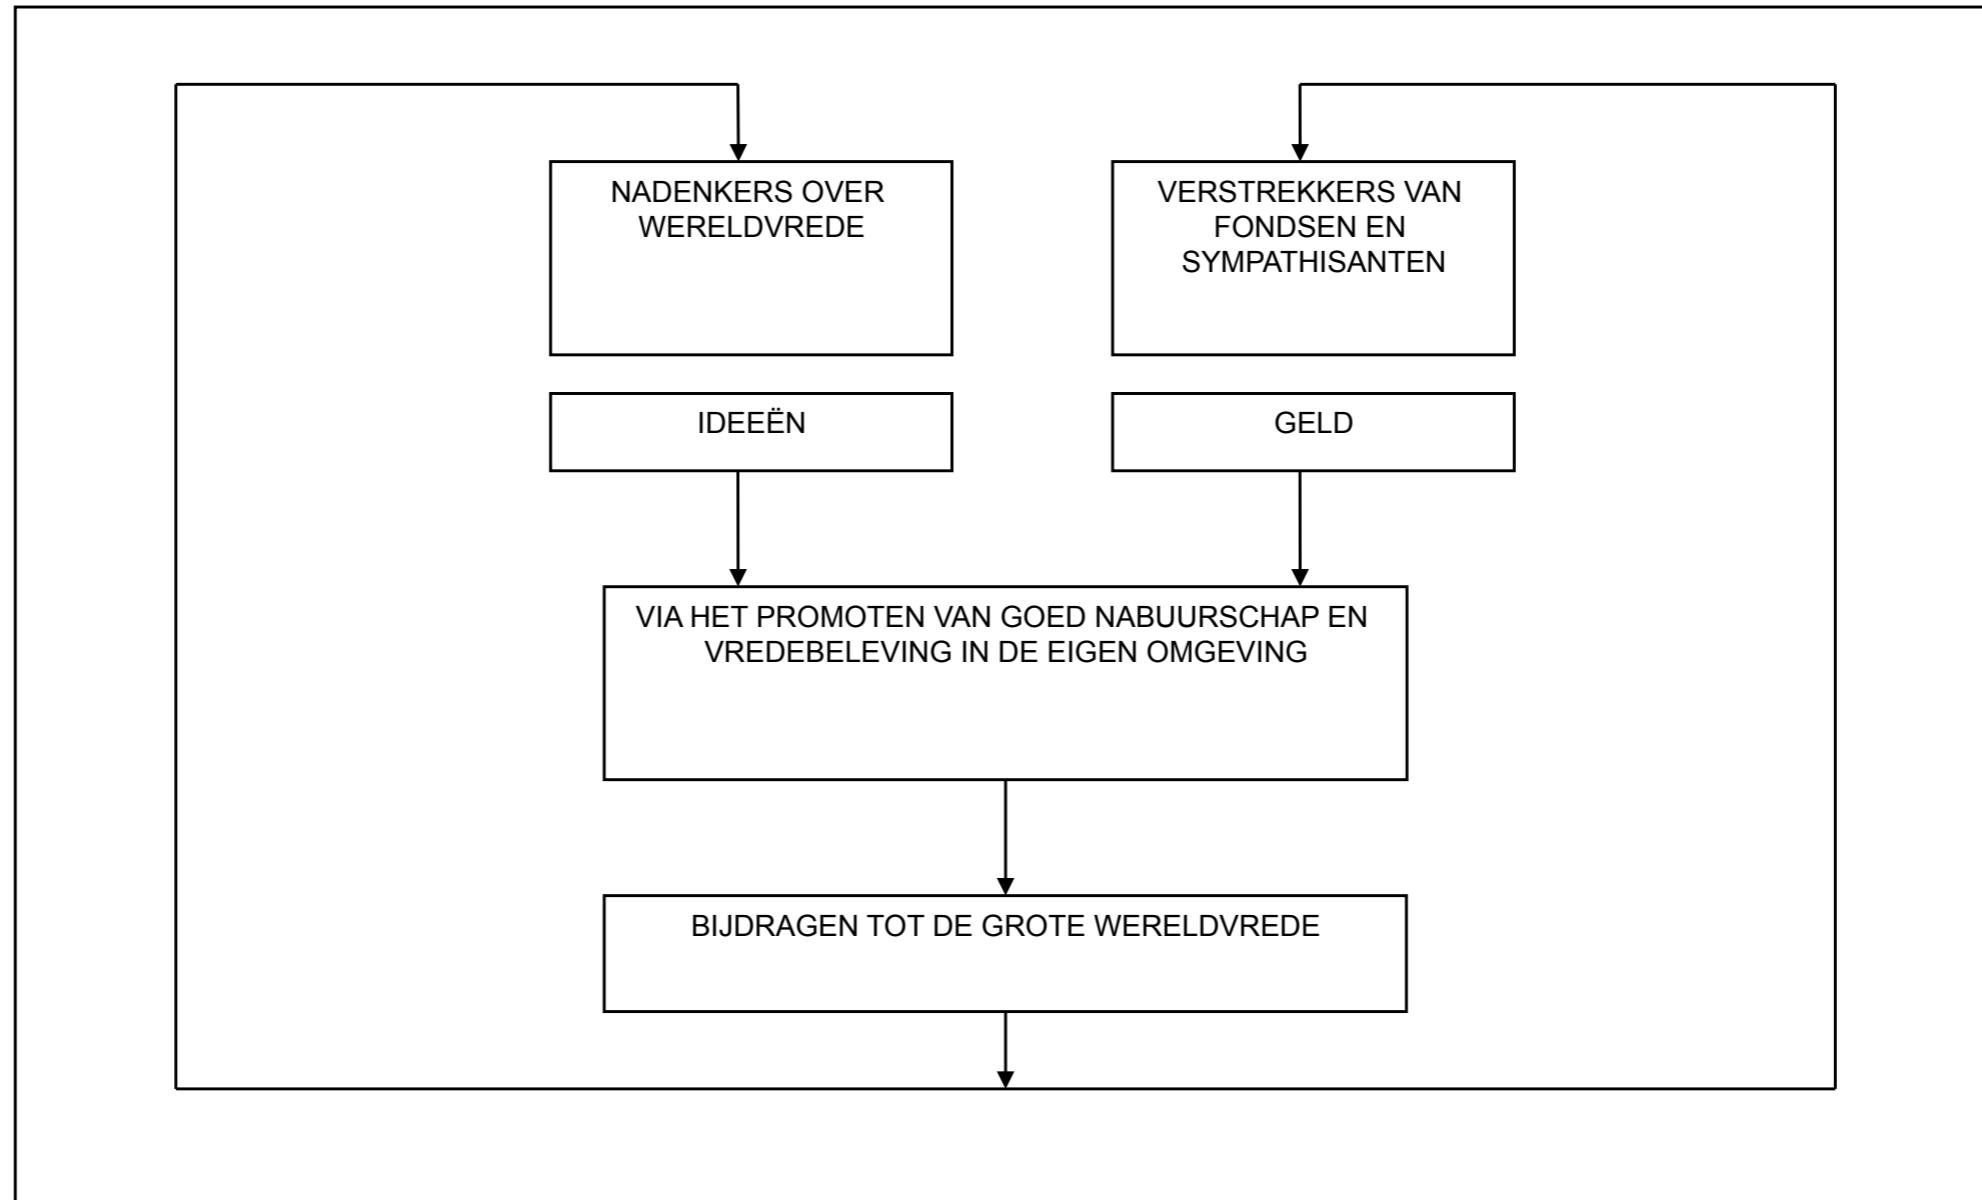 NADENKERS OVER
WERELDVREDE
VERSTREKKERS VAN
FONDSEN EN
SYMPATHISANTEN
IDEEËN
GELD
VIA HET PROMOTEN VAN GOED NABUURSCHAP EN
VREDEBELEVING IN DE EIGEN OMGEVING
BIJDRAGEN TOT DE GROTE WERELDVREDE